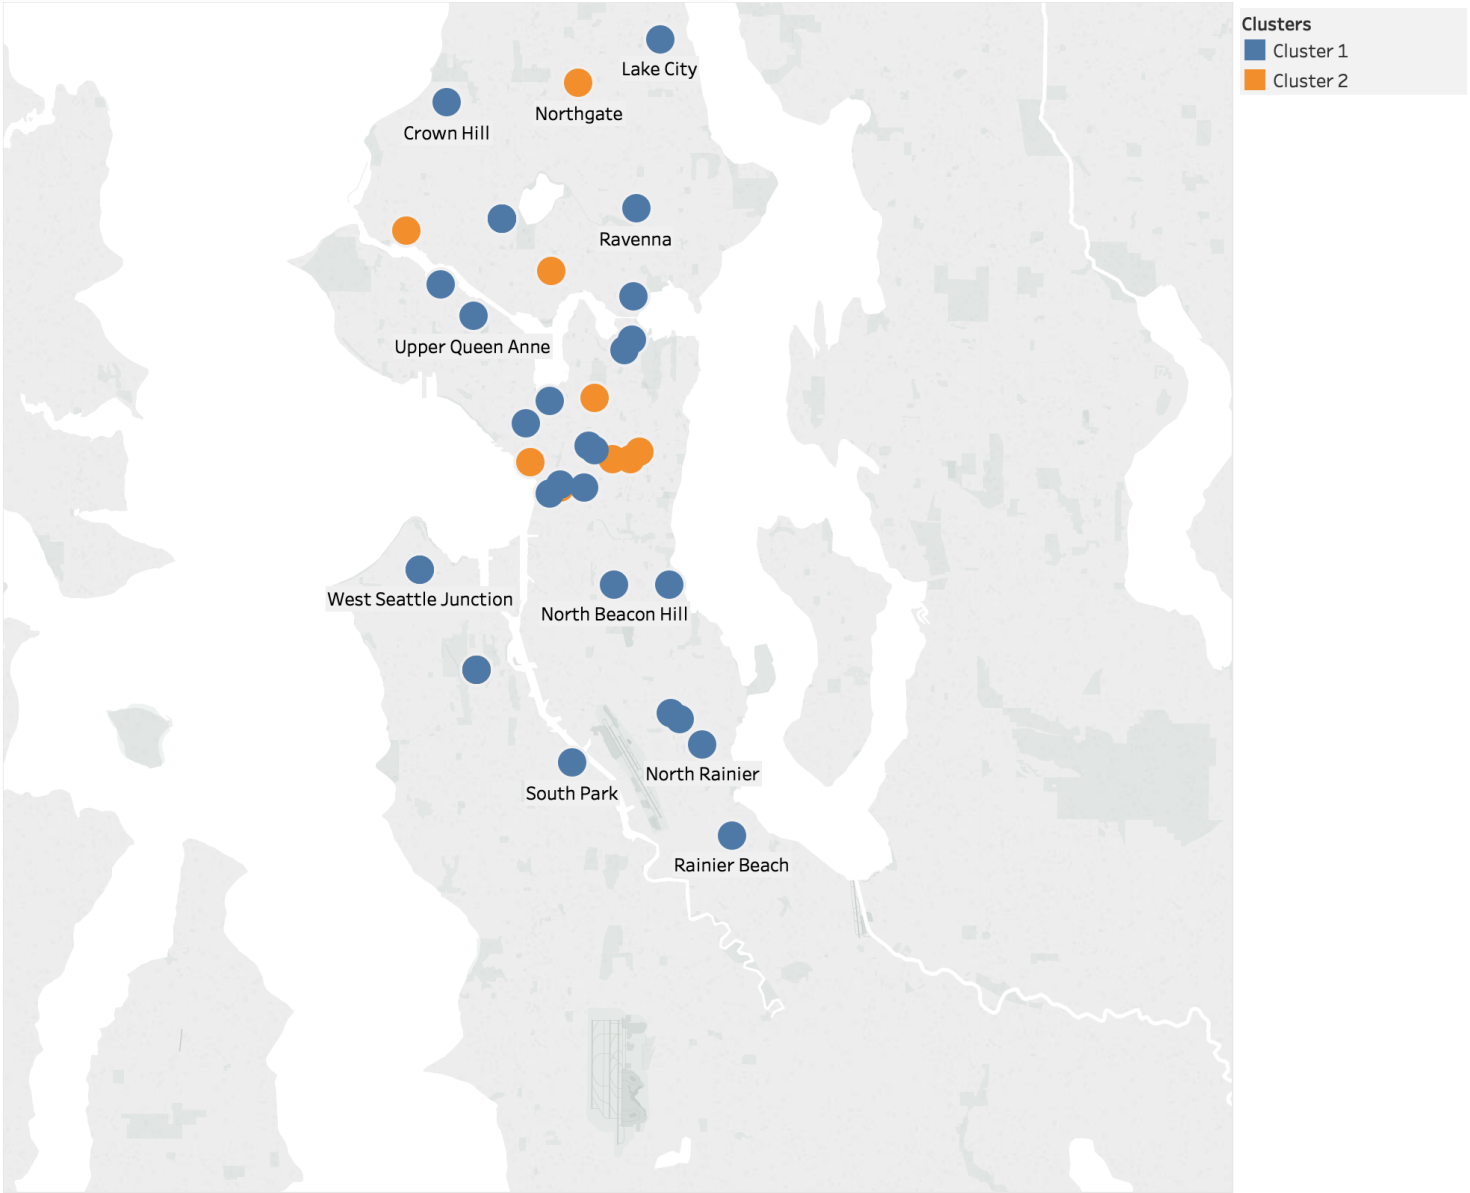 Clusters
Cluster 1
Cluster 2
Lake City
Northgate
Crown Hill
Ravenna
Upper Queen Anne
West Seattle Junction
North Beacon Hill
North Rainier
South Park
Rainier Beach